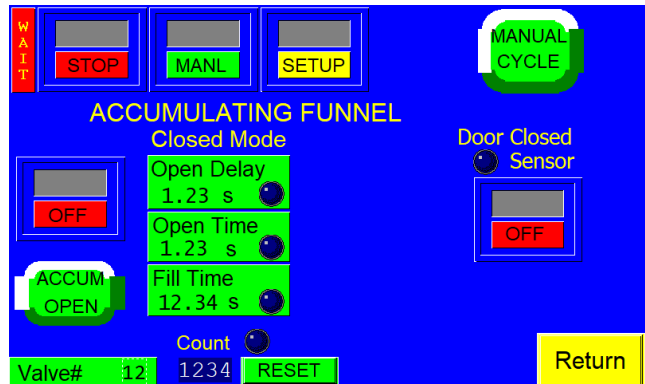 WAIT
STOP
MANL
SETUP
MANUAL
CYCLE
ACCUMULATING FUNNEL
Closed Mode
Door Closed
Sensor
Open Delay
1.23 s
OFF
Open Time
1.23 s
OFF
ACCUM
OPEN
Fill Time
12.34 s
Count
Valve# 12
1234
RESET
Return